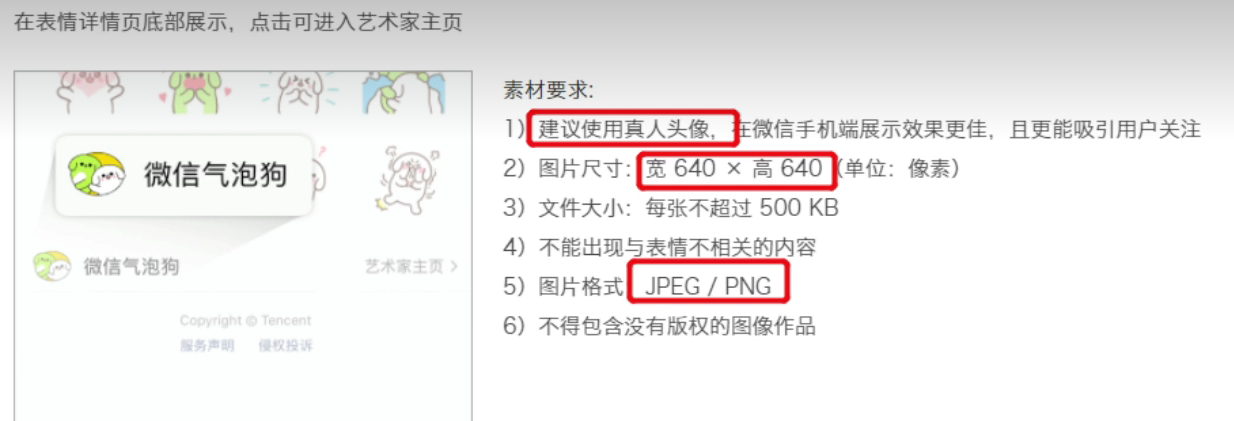 在表情详情页底部展示，点击可进入艺术家主页
微信气泡狗
微信气泡狗
艺术家主页 >
Copyright © Tencent
服务声明 侵权投诉
素材要求:
1）建议使用真人头像，在微信手机端展示效果更佳，且更能吸引用户关注
2）图片尺寸：宽 640 × 高 640（单位：像素）
3）文件大小：每张不超过 500 KB
4）不能出现与表情不相关的内容
5）图片格式：JPEG / PNG
6）不得包含没有版权的图像作品